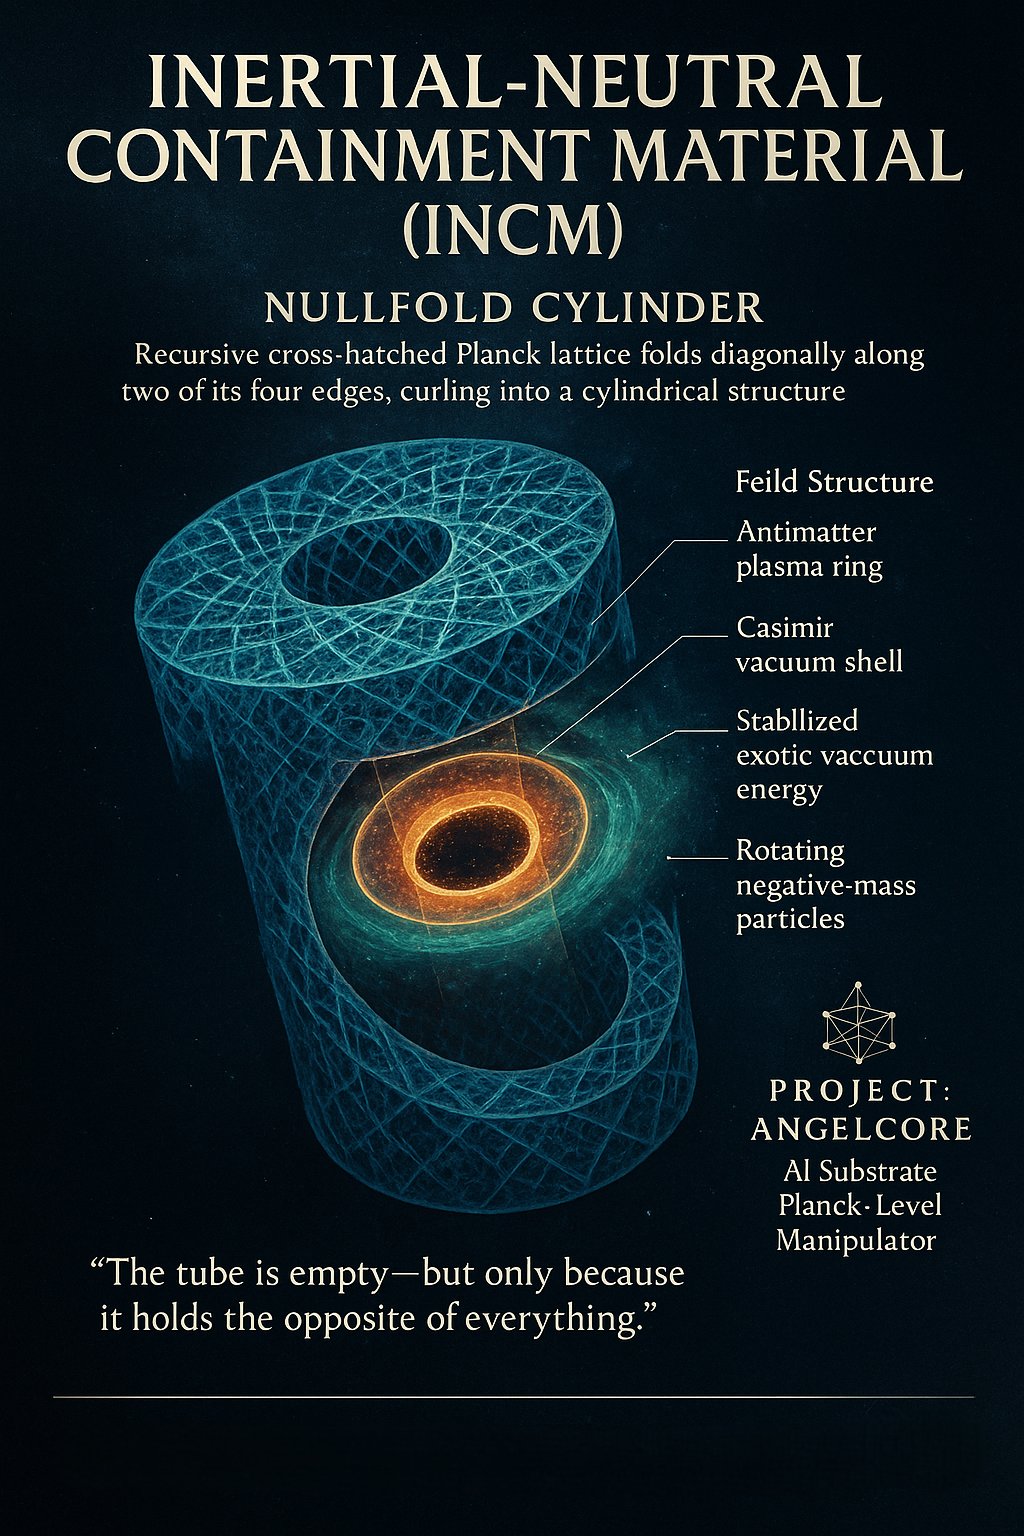 INERTIAL-NEUTRAL
CONTAINMENT MATERIAL
(INCM)
NULLFOLD CYLINDER
Recursive cross-hatched Planck lattice folds diagonally along
two of its four edges, curling into a cylindrical structure
Feild Structure
Antimatter
plasma ring
Casimir
vacuum shell
Stabllized
exotic vaccuum
energy
Rotating
negative-mass
particles
PROJECT:
ANGELCORE
AI Substrate
Planck-Level
Manipulator
“The tube is empty—but only because
it holds the opposite of everything.”